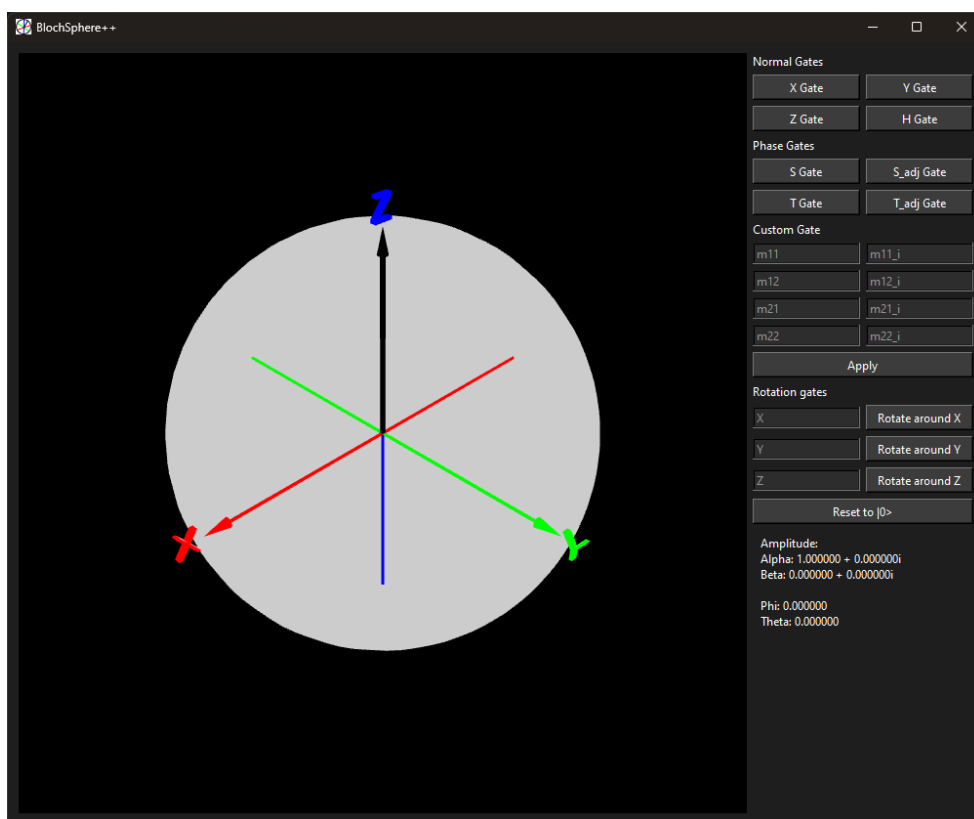 BlochSphere++
Z
X
Y
Normal Gates
X Gate Y Gate
Z Gate H Gate
Phase Gates
S Gate S_adj Gate
T Gate T_adj Gate
Custom Gate
m11 m11_i
m12 m12_i
m21 m21_i
m22 m22_i
Apply
Rotation gates
X Rotate around X
Y Rotate around Y
Z Rotate around Z
Reset to |0>
Amplitude:
Alpha: 1.000000 + 0.000000i
Beta: 0.000000 + 0.000000i
Phi: 0.000000
Theta: 0.000000